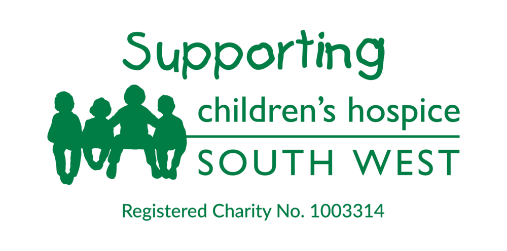 Supporting
children's hospice
SOUTH WEST
Registered Charity No. 1003314